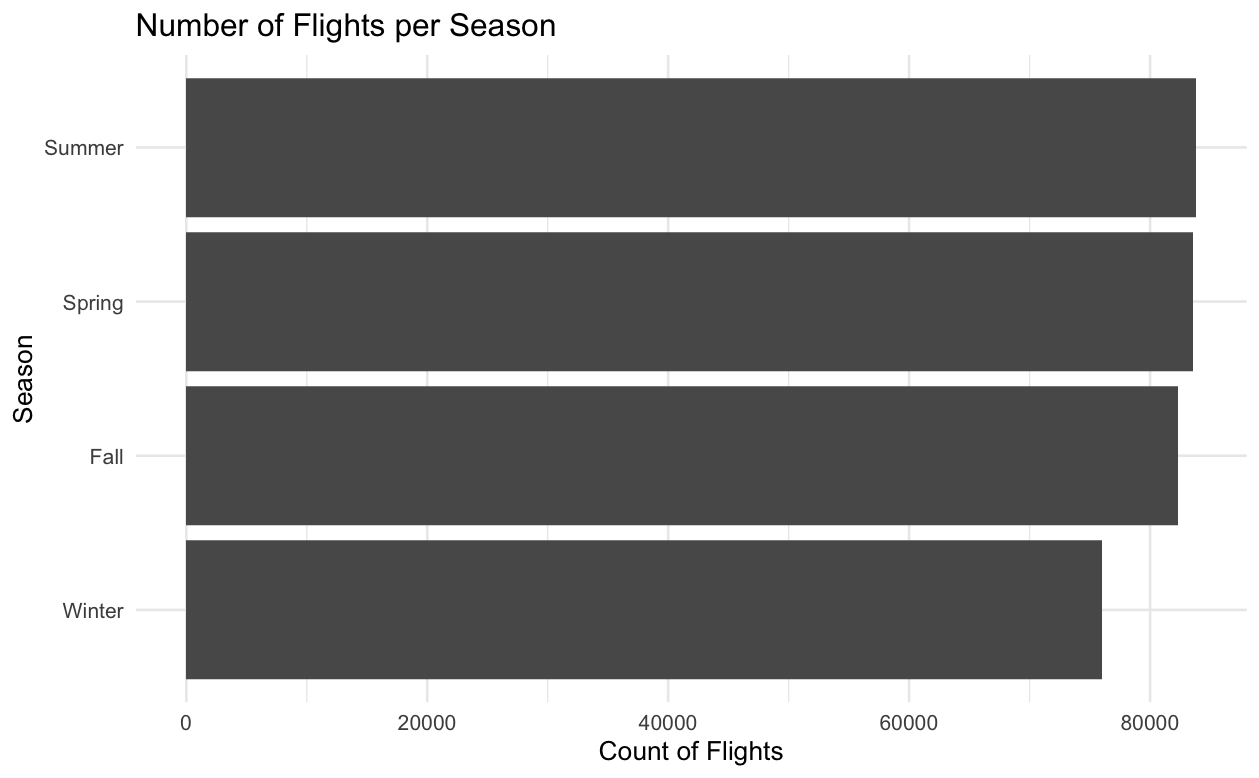 Number of Flights per Season
Summer
Spring
Fall
Winter
Season
0 20000 40000 60000 80000
Count of Flights